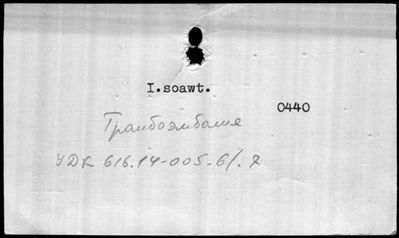 I.soawt.
0440
Тромбоэмболия
УДК 616.14-005-6/.7